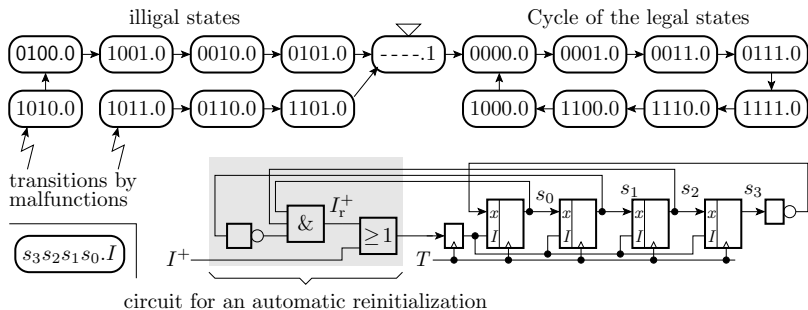 illigal states
Cycle of the legal states
0100.0 1001.0 0010.0 0101.0 ----.1 0000.0 0001.0 0011.0 0111.0
1010.0 1011.0 0110.0 1101.0 1000.0 1100.0 1110.0 1111.0
transitions by
malfunctions
s₃s₂s₁s₀.I
& Iᵣ⁺ ≥1
I⁺ T
x I s₀ s₁ x I s₂ x I s₃
circuit for an automatic reinitialization